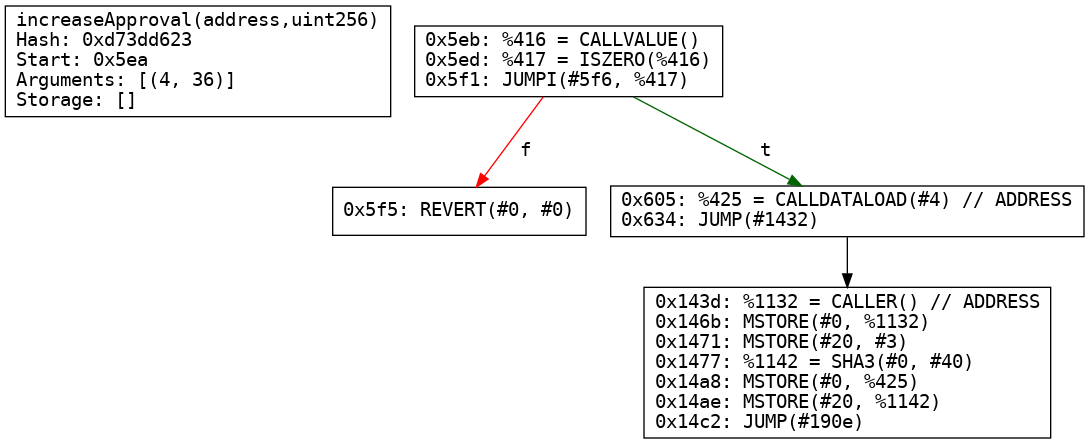 increaseApproval(address,uint256)
Hash: 0xd73dd623
Start: 0x5ea
Arguments: [(4, 36)]
Storage: []
0x5eb: %416 = CALLVALUE()
0x5ed: %417 = ISZERO(%416)
0x5f1: JUMPI(#5f6, %417)
f
t
0x5f5: REVERT(#0, #0)
0x605: %425 = CALLDATALOAD(#4) // ADDRESS
0x634: JUMP(#1432)
0x143d: %1132 = CALLER() // ADDRESS
0x146b: MSTORE(#0, %1132)
0x1471: MSTORE(#20, #3)
0x1477: %1142 = SHA3(#0, #40)
0x14a8: MSTORE(#0, %425)
0x14ae: MSTORE(#20, %1142)
0x14c2: JUMP(#190e)